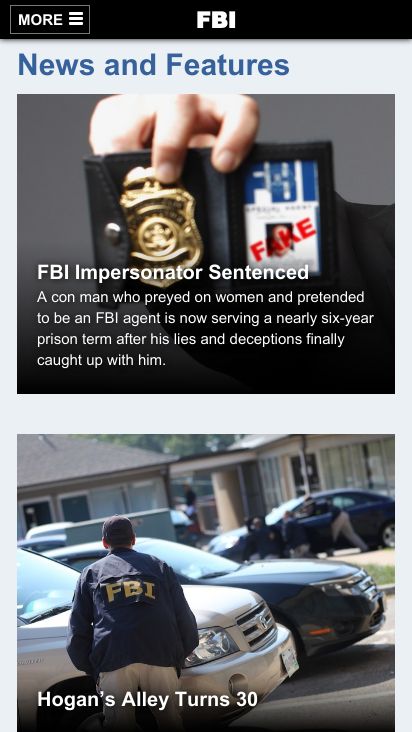 MORE
FBI
News and Features
SPECIAL AGENT
FAKE
FBI Impersonator Sentenced
A con man who preyed on women and pretended
to be an FBI agent is now serving a nearly six-year
prison term after his lies and deceptions finally
caught up with him.
FBI
Hogan's Alley Turns 30